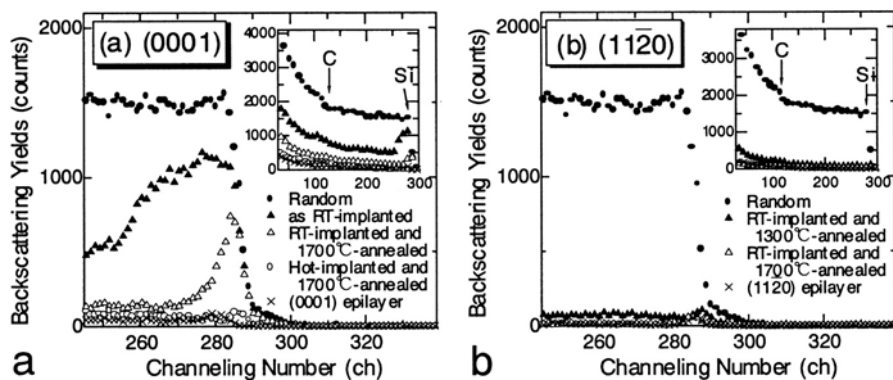 2000
1000
0
Backscattering Yields (counts)
(a) (0001)
4000
3000
2000
1000
0
100
200
300
C
Si
Random
as RT-implanted
RT-implanted and
1700°C-annealed
Hot-implanted and
1700°C-annealed
(0001) epilayer
260
280
300
320
Channeling Number (ch)
a
2000
1000
0
Backscattering Yields (counts)
(b) (112̅0)
3000
2000
1000
0
100
200
300
C
Si
Random
RT-implanted and
1300°C-annealed
RT-implanted and
1700°C-annealed
(1120) epilayer
260
280
300
320
Channeling Number (ch)
b